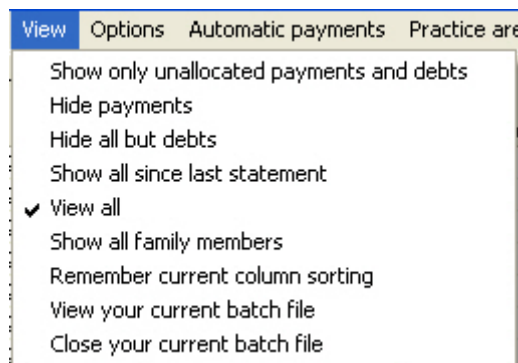 View Options Automatic payments Practice are
Show only unallocated payments and debts
Hide payments
Hide all but debts
Show all since last statement
View all
Show all family members
Remember current column sorting
View your current batch file
Close your current batch file